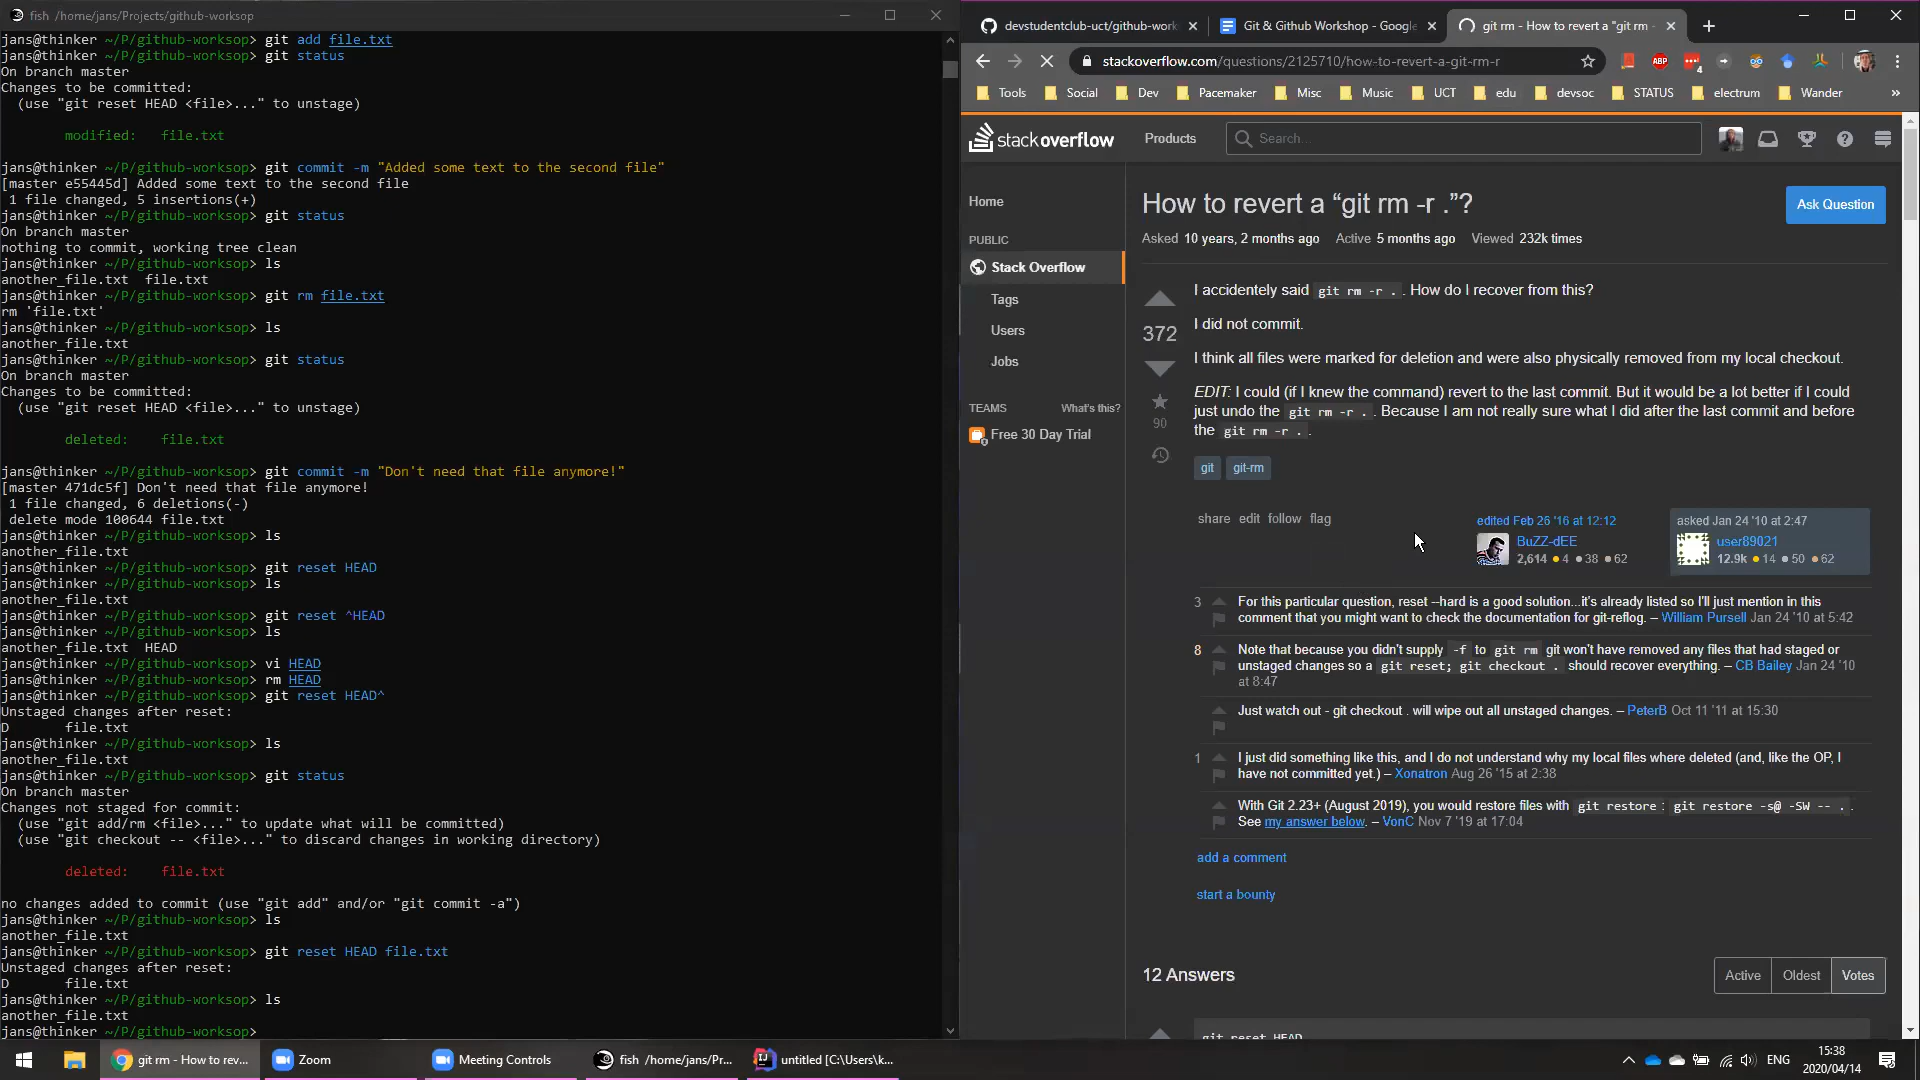 fish /home/jans/Projects/github-worksop
jans@thinker ~/P/github-worksop> git add file.txt
jans@thinker ~/P/github-worksop> git status
On branch master
Changes to be committed:
  (use "git reset HEAD <file>..." to unstage)
modified:   file.txt
jans@thinker ~/P/github-worksop> git commit -m "Added some text to the second file"
[master e55445d] Added some text to the second file
 1 file changed, 5 insertions(+)
jans@thinker ~/P/github-worksop> git status
On branch master
nothing to commit, working tree clean
jans@thinker ~/P/github-worksop> ls
another_file.txt  file.txt
jans@thinker ~/P/github-worksop> git rm file.txt
rm 'file.txt'
jans@thinker ~/P/github-worksop> ls
another_file.txt
jans@thinker ~/P/github-worksop> git status
On branch master
Changes to be committed:
  (use "git reset HEAD <file>..." to unstage)
deleted:    file.txt
jans@thinker ~/P/github-worksop> git commit -m "Don't need that file anymore!"
[master 471dc5f] Don't need that file anymore!
 1 file changed, 6 deletions(-)
 delete mode 100644 file.txt
jans@thinker ~/P/github-worksop> ls
another_file.txt
jans@thinker ~/P/github-worksop> git reset HEAD
jans@thinker ~/P/github-worksop> ls
another_file.txt
jans@thinker ~/P/github-worksop> git reset ^HEAD
jans@thinker ~/P/github-worksop> ls
another_file.txt  HEAD
jans@thinker ~/P/github-worksop> vi HEAD
jans@thinker ~/P/github-worksop> rm HEAD
jans@thinker ~/P/github-worksop> git reset HEAD^
Unstaged changes after reset:
D       file.txt
jans@thinker ~/P/github-worksop> ls
another_file.txt
jans@thinker ~/P/github-worksop> git status
On branch master
Changes not staged for commit:
  (use "git add/rm <file>..." to update what will be committed)
  (use "git checkout -- <file>..." to discard changes in working directory)
deleted:    file.txt
no changes added to commit (use "git add" and/or "git commit -a")
jans@thinker ~/P/github-worksop> ls
another_file.txt
jans@thinker ~/P/github-worksop> git reset HEAD file.txt
Unstaged changes after reset:
D       file.txt
jans@thinker ~/P/github-worksop> ls
another_file.txt
jans@thinker ~/P/github-worksop>
devstudentclub-uct/github-work
Git & Github Workshop - Google
git rm - How to revert a "git rm -
stackoverflow.com/questions/2125710/how-to-revert-a-git-rm-r
ABP
4
Tools Social Dev Pacemaker Misc Music UCT edu devsoc STATUS electrum Wander »
stackoverflow Products Search...
Home
PUBLIC
Stack Overflow
Tags
Users
Jobs
TEAMS What's this?
Free 30 Day Trial
How to revert a “git rm -r .”?
Ask Question
Asked 10 years, 2 months ago Active 5 months ago Viewed 232k times
372
90
I accidentely said git rm -r . . How do I recover from this?
I did not commit.
I think all files were marked for deletion and were also physically removed from my local checkout.
EDIT: I could (if I knew the command) revert to the last commit. But it would be a lot better if I could
just undo the git rm -r . . Because I am not really sure what I did after the last commit and before
the git rm -r . .
git git-rm
share edit follow flag
edited Feb 26 '16 at 12:12
BuZZ-dEE
2,614 4 38 62
asked Jan 24 '10 at 2:47
user89021
12.9k 14 50 62
3 For this particular question, reset --hard is a good solution...it's already listed so I'll just mention in this
comment that you might want to check the documentation for git-reflog. – William Pursell Jan 24 '10 at 5:42
8 Note that because you didn't supply -f to git rm git won't have removed any files that had staged or
unstaged changes so a git reset; git checkout . should recover everything. – CB Bailey Jan 24 '10
at 8:47
Just watch out - git checkout . will wipe out all unstaged changes. – PeterB Oct 11 '11 at 15:30
1 I just did something like this, and I do not understand why my local files where deleted (and, like the OP, I
have not committed yet.) – Xonatron Aug 26 '15 at 2:38
With Git 2.23+ (August 2019), you would restore files with git restore : git restore -s@ -SW -- . .
See my answer below. – VonC Nov 7 '19 at 17:04
add a comment
start a bounty
12 Answers
Active Oldest Votes
git reset HEAD
git rm - How to rev...
Zoom
Meeting Controls
fish /home/jans/Pr...
untitled [C:\Users\k...
ENG
15:38
2020/04/14